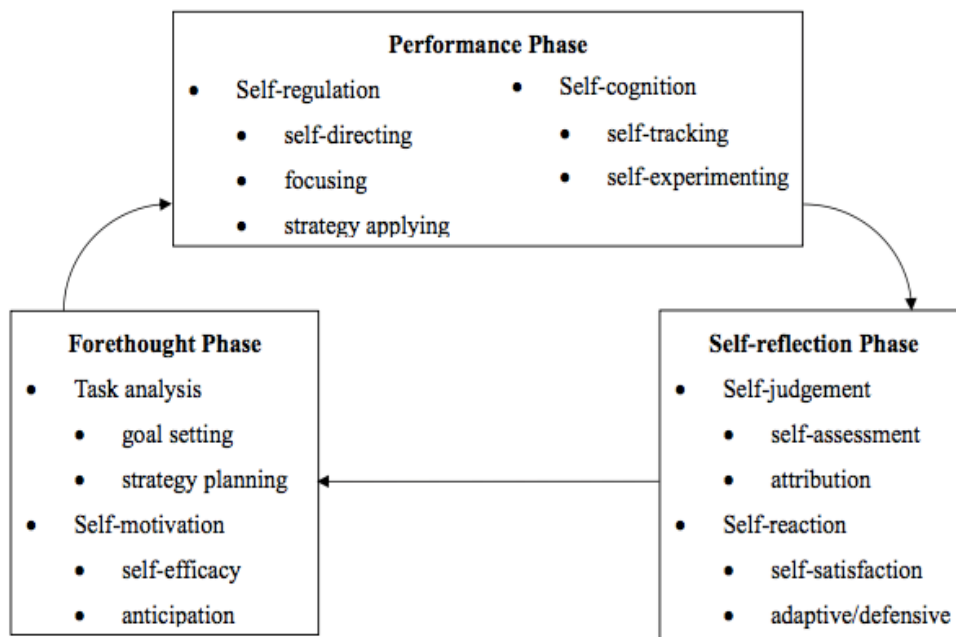 Performance Phase
• Self-regulation
• self-directing
• focusing
• strategy applying
• Self-cognition
• self-tracking
• self-experimenting
Forethought Phase
• Task analysis
• goal setting
• strategy planning
• Self-motivation
• self-efficacy
• anticipation
Self-reflection Phase
• Self-judgement
• self-assessment
• attribution
• Self-reaction
• self-satisfaction
• adaptive/defensive